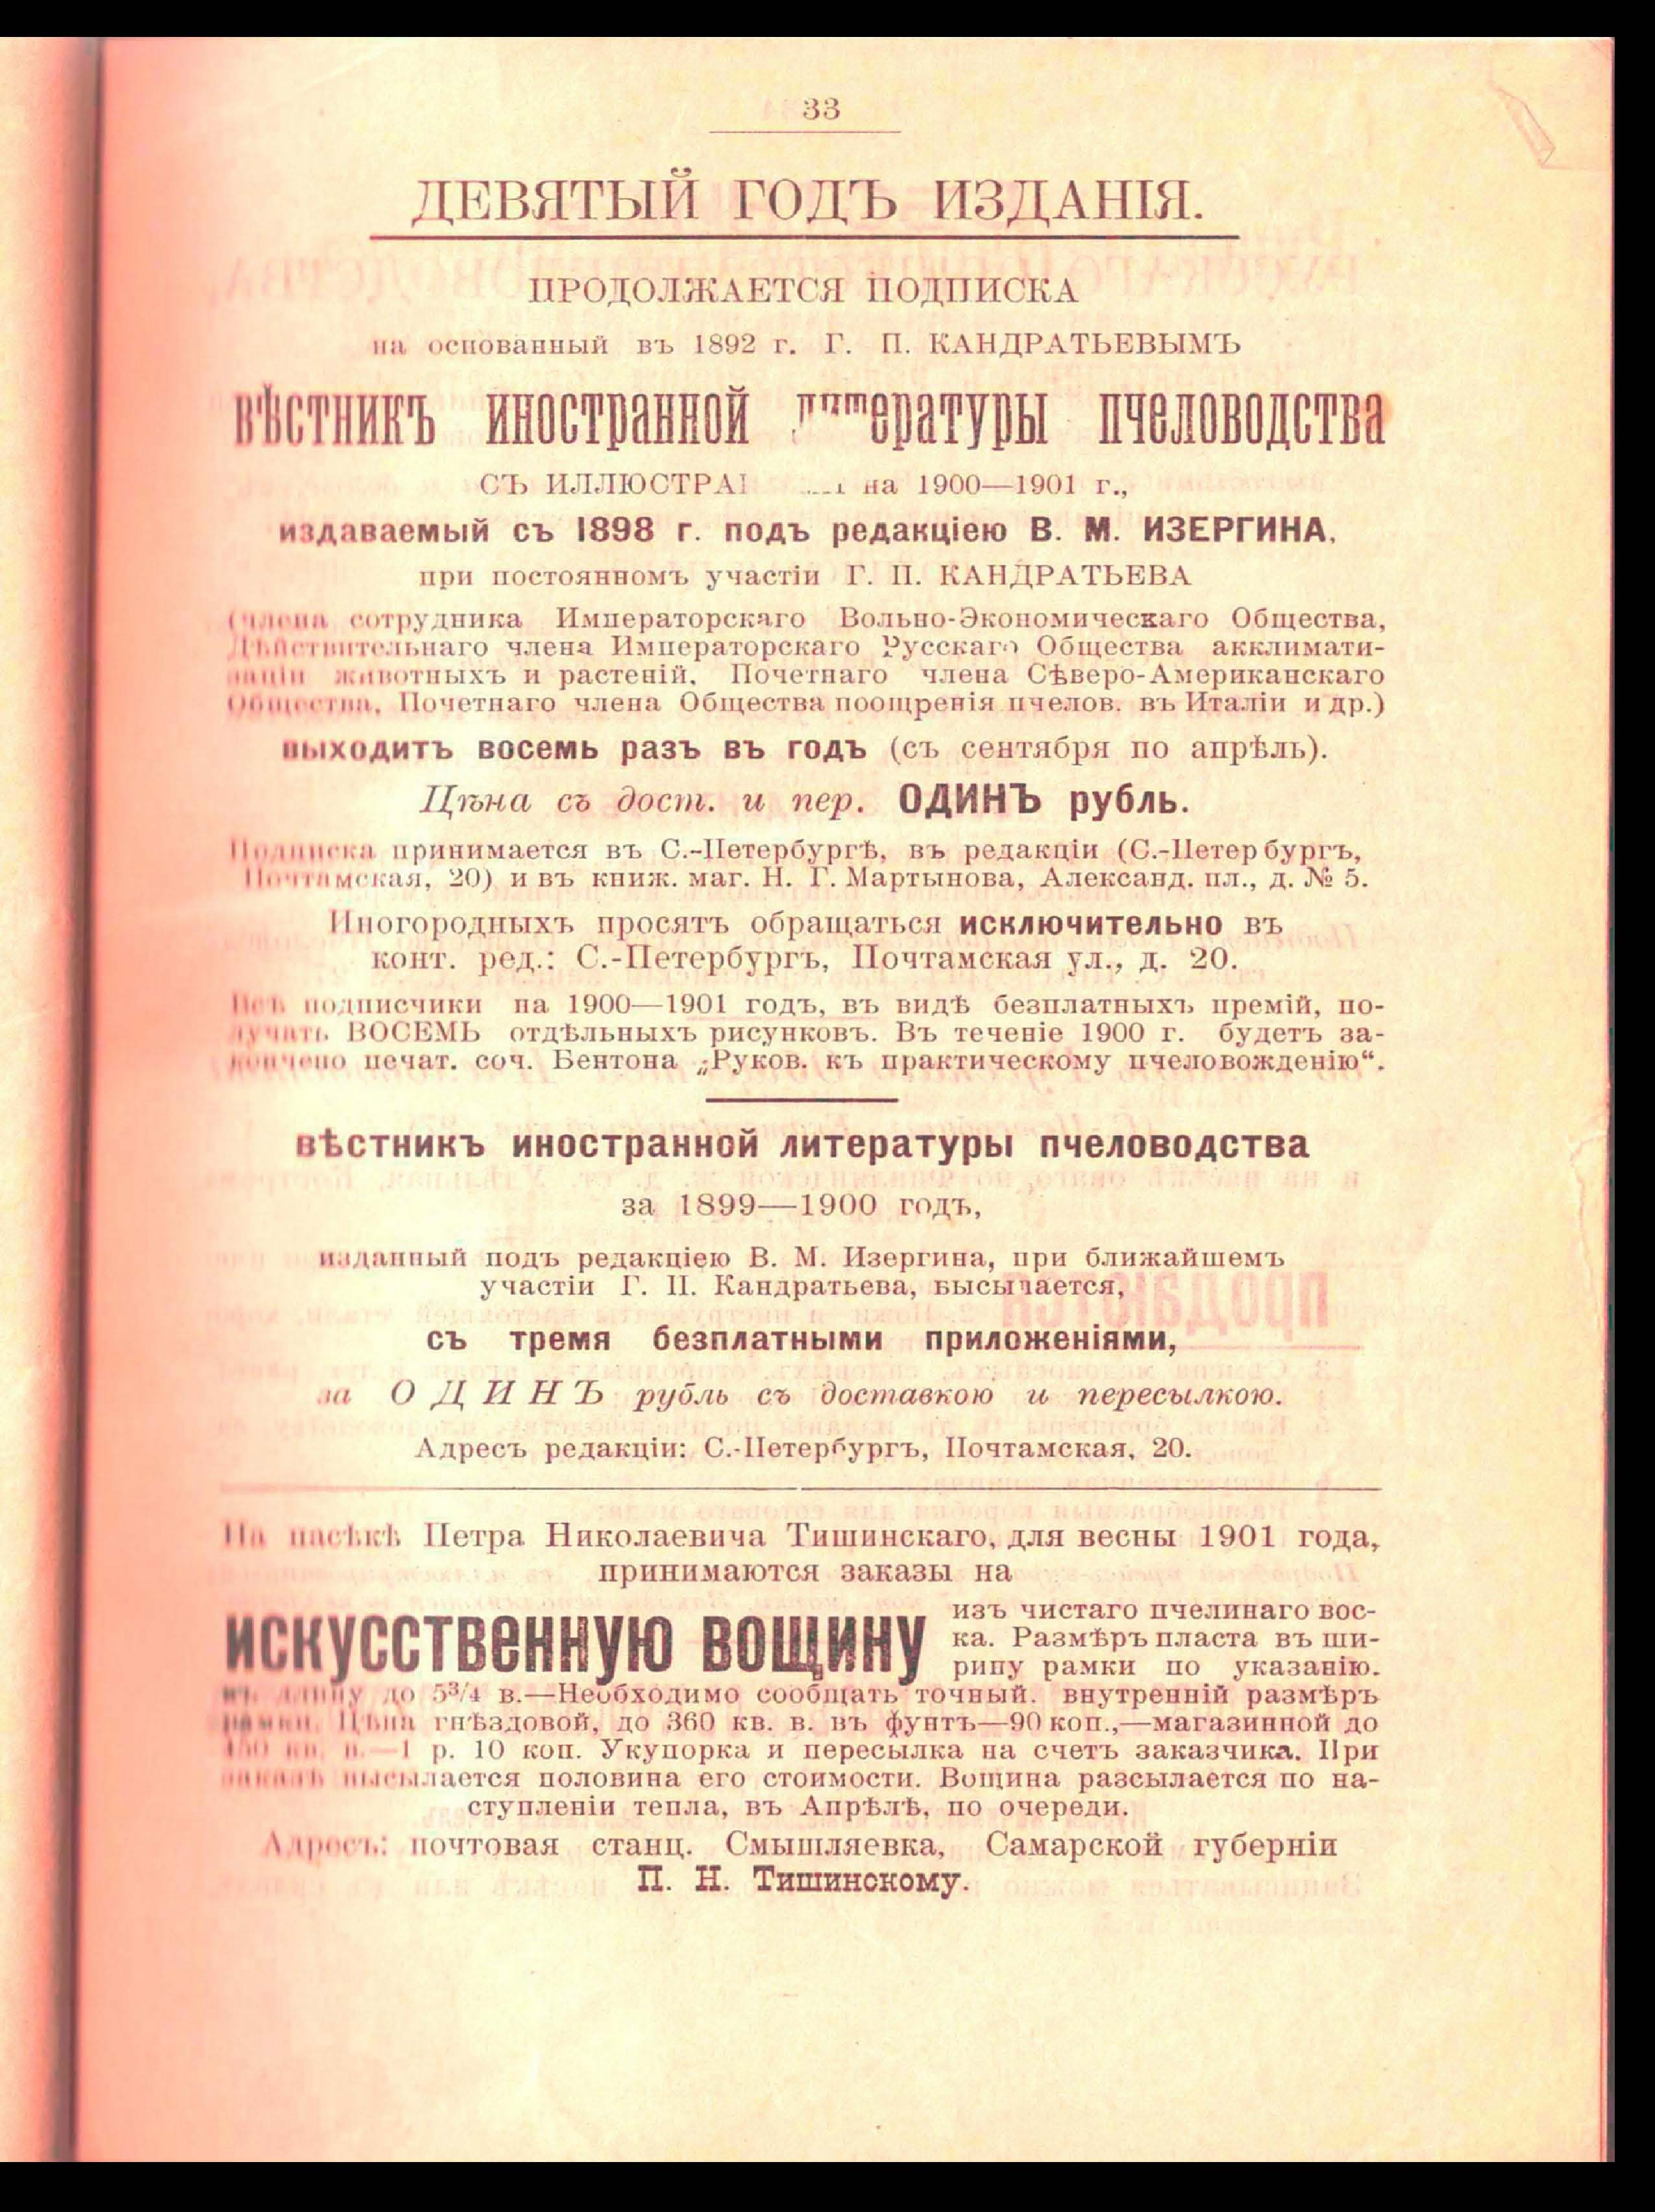 33
ДЕВЯТЫЙ ГОДЪ ИЗДАНІЯ.
ПРОДОЛЖАЕТСЯ ПОДПИСКА
на основанный въ 1892 г. Г. П. КАНДРАТЬЕВЫМЪ
ВѢСТНИКЪ ИНОСТРАННОЙ ЛИТЕРАТУРЫ ПЧЕЛОВОДСТВА
СЪ на 1900—1901 г.,
издаваемый съ 1898 г. подъ редакціею В. М. ИЗЕРГИНА,
при постоянномъ участіи Г. П. КАНДРАТЬЕВА
(члена сотрудника Императорскаго Вольно-Экономическаго Общества,
Дѣйствительнаго члена Императорскаго Русскаго Общества акклимати-
заціи животныхъ и растеній, Почетнаго члена Сѣверо-Американскаго
Общества, Почетнаго члена Общества поощренія пчелов. въ Италіи и др.)
выходитъ восемь разъ въ годъ (съ сентября по апрѣль).
Цѣна съ дост. и пер. ОДИНЪ рубль.
Подписка принимается въ С.-Петербургѣ, въ редакціи (С.-Петербургъ,
Почтамская, 20) и въ книж. маг. Н. Г. Мартынова, Александ. пл., д. № 5.
Иногородныхъ просятъ обращаться исключительно въ
конт. ред.: С.-Петербургъ, Почтамская ул., д. 20.
Всѣ подписчики на 1900—1901 годъ, въ видѣ безплатныхъ премій, по-
лучатъ ВОСЕМЬ отдѣльныхъ рисунковъ. Въ теченіе 1900 г. будетъ за-
кончено печат. соч. Бентона „Руков. къ практическому пчеловожденію“.
вѣстникъ иностранной литературы пчеловодства
за 1899—1900 годъ,
изданный подъ редакціею В. М. Изергина, при ближайшемъ
участіи Г. П. Кандратьева, высылается,
съ тремя безплатными приложеніями,
за ОДИНЪ рубль съ доставкою и пересылкою.
Адресъ редакціи: С.-Петербургъ, Почтамская, 20.
На пасѣкѣ Петра Николаевича Тишинскаго, для весны 1901 года,
принимаются заказы на
искусственную вощину
изъ чистаго пчелинаго вос-
ка. Размѣръ пласта въ ши-
рину рамки по указанію.
въ длину до 5¾ в.—Необходимо сообщать точный. внутренній размѣръ
рамки. Цѣна гнѣздовой, до 360 кв. в. въ фунтъ—90 коп.,—магазинной до
кв. в.—1 р. 10 коп. Укупорка и пересылка на счетъ заказчика. При
заказѣ высылается половина его стоимости. Вощина разсылается по на-
ступленіи тепла, въ Апрѣлѣ, по очереди.
Адресъ: почтовая станц. Смышляевка, Самарской губерніи
П. Н. Тишинскому.